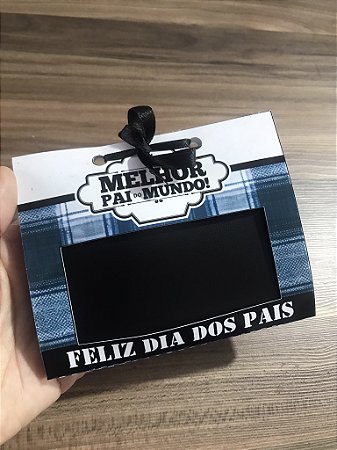 MELHOR
PAI DO MUNDO!
FELIZ DIA DOS PAIS